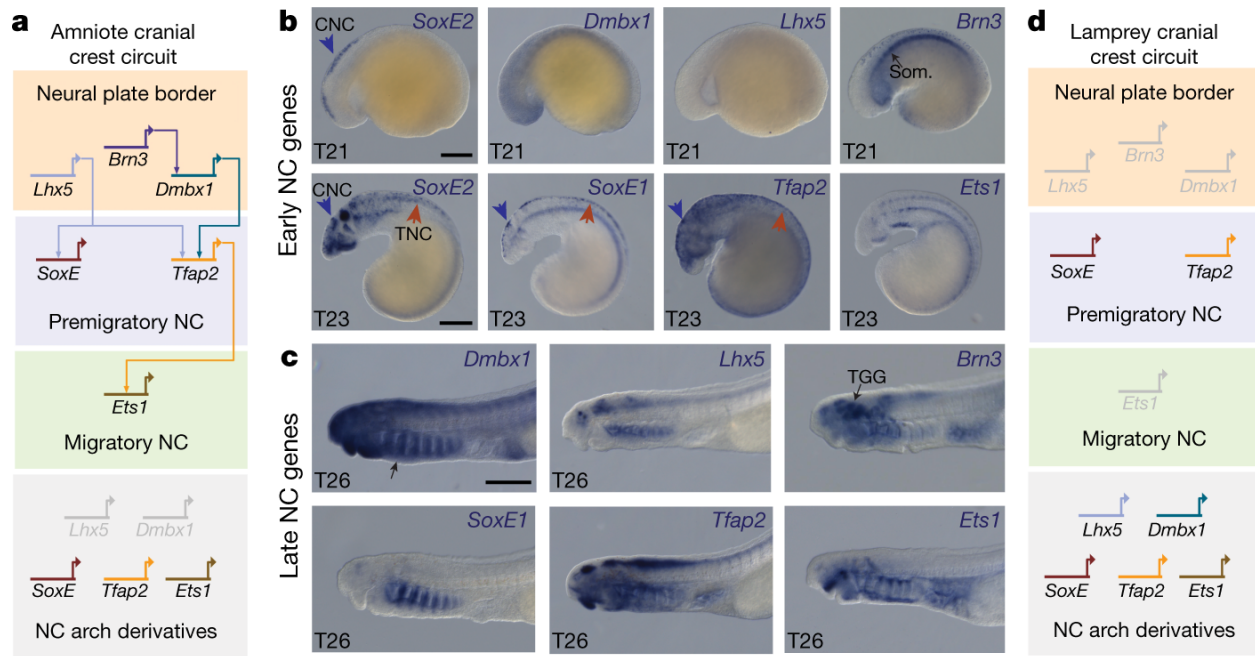 a
Amniote cranial
crest circuit
Neural plate border
Brn3
Lhx5
Dmbx1
SoxE
Tfap2
Premigratory NC
Ets1
Migratory NC
Lhx5
Dmbx1
SoxE
Tfap2
Ets1
NC arch derivatives
b
Early NC genes
CNC
SoxE2
T21
Dmbx1
T21
Lhx5
T21
Brn3
Som.
T21
CNC
SoxE2
TNC
T23
SoxE1
T23
Tfap2
T23
Ets1
T23
c
Late NC genes
Dmbx1
T26
Lhx5
T26
Brn3
TGG
T26
SoxE1
T26
Tfap2
T26
Ets1
T26
d
Lamprey cranial
crest circuit
Neural plate border
Brn3
Lhx5
Dmbx1
SoxE
Tfap2
Premigratory NC
Ets1
Migratory NC
Lhx5
Dmbx1
SoxE
Tfap2
Ets1
NC arch derivatives